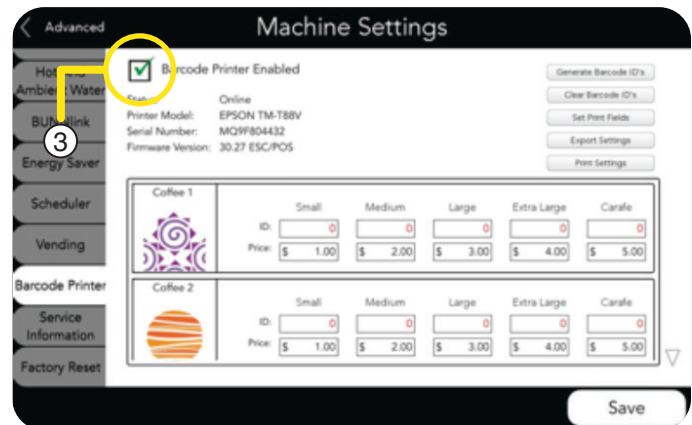 Advanced
Machine Settings
Ambient Water
Energy Saver
Scheduler
Vending
Barcode Printer
Service
Information
Factory Reset
3
Barcode Printer Enabled
Online
Printer Model: EPSON TM-T88V
Serial Number: MQ9F804432
Firmware Version: 30.27 ESC/POS
Generate Barcode ID's
Clear Barcode ID's
Set Print Fields
Export Settings
Print Settings
Coffee 1
Small Medium Large Extra Large Carafe
ID: 0 0 0 0 0
Price: $ 1.00 $ 2.00 $ 3.00 $ 4.00 $ 5.00
Coffee 2
Small Medium Large Extra Large Carafe
ID: 0 0 0 0 0
Price: $ 1.00 $ 2.00 $ 3.00 $ 4.00 $ 5.00
Save